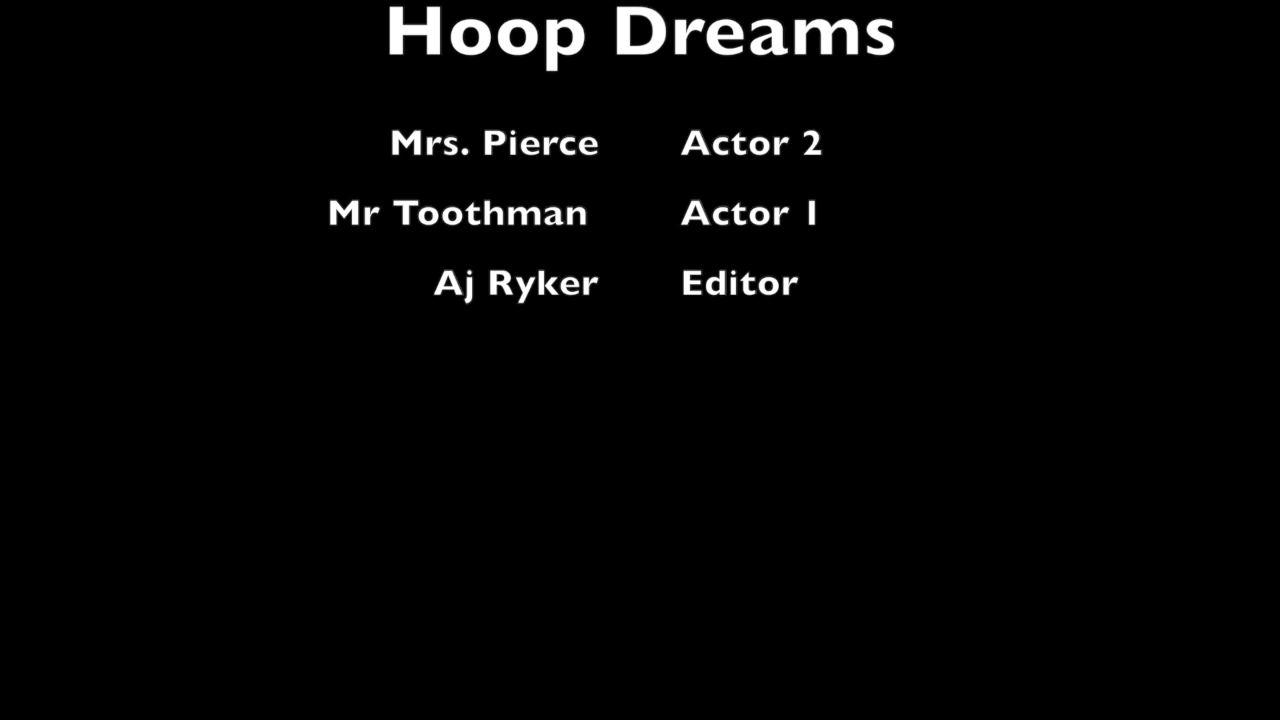 Hoop Dreams
Mrs. Pierce Actor 2
Mr Toothman Actor 1
Aj Ryker Editor